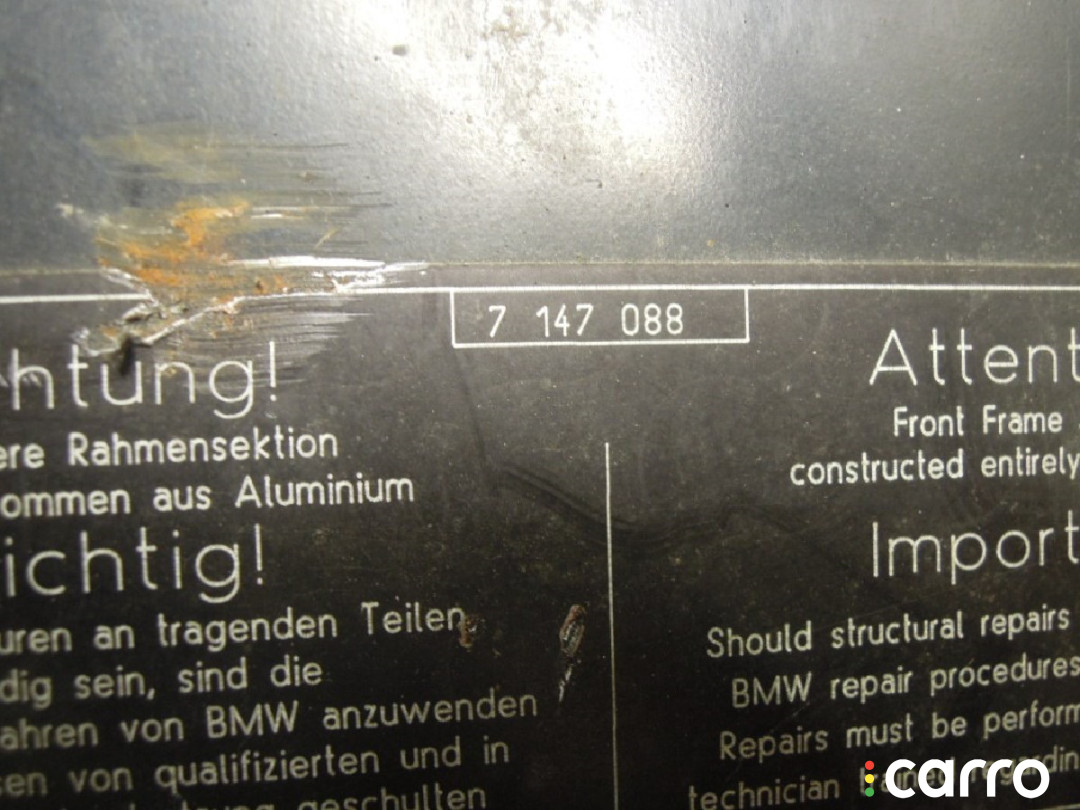 7 147 088
chtung!
ere Rahmensektion
ommen aus Aluminium
ichtig!
uren an tragenden Teilen
dig sein, sind die
ahren von BMW anzuwenden
sen von qualifizierten und in
geschulten
Attent
Front Frame
constructed entirely
Import
Should structural repairs
BMW repair procedures
Repairs must be perform
technician
carro